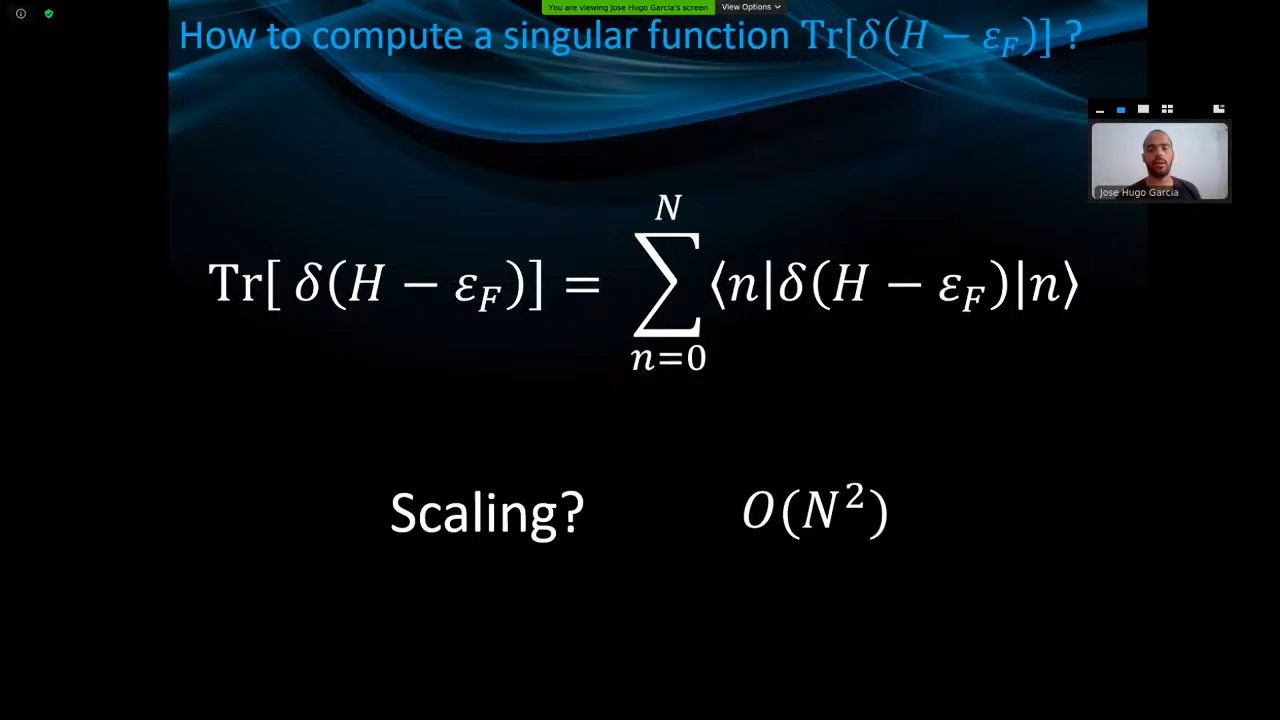 You are viewing Jose Hugo Garcia's screen
View Options
How to compute a singular function Tr[δ(H − ε_F)] ?
Jose Hugo Garcia
N
Tr[ δ(H − ε_F)] = ∑ ⟨n|δ(H − ε_F)|n⟩
n=0
Scaling? O(N²)